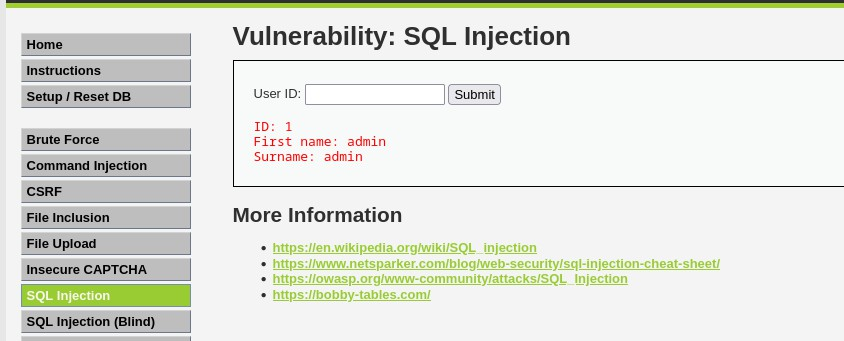 Vulnerability: SQL Injection
Home
Instructions
Setup / Reset DB
Brute Force
Command Injection
CSRF
File Inclusion
File Upload
Insecure CAPTCHA
SQL Injection
SQL Injection (Blind)
User ID: Submit
ID: 1
First name: admin
Surname: admin
More Information
• https://en.wikipedia.org/wiki/SQL_injection
• https://www.netsparker.com/blog/web-security/sql-injection-cheat-sheet/
• https://owasp.org/www-community/attacks/SQL_Injection
• https://bobby-tables.com/